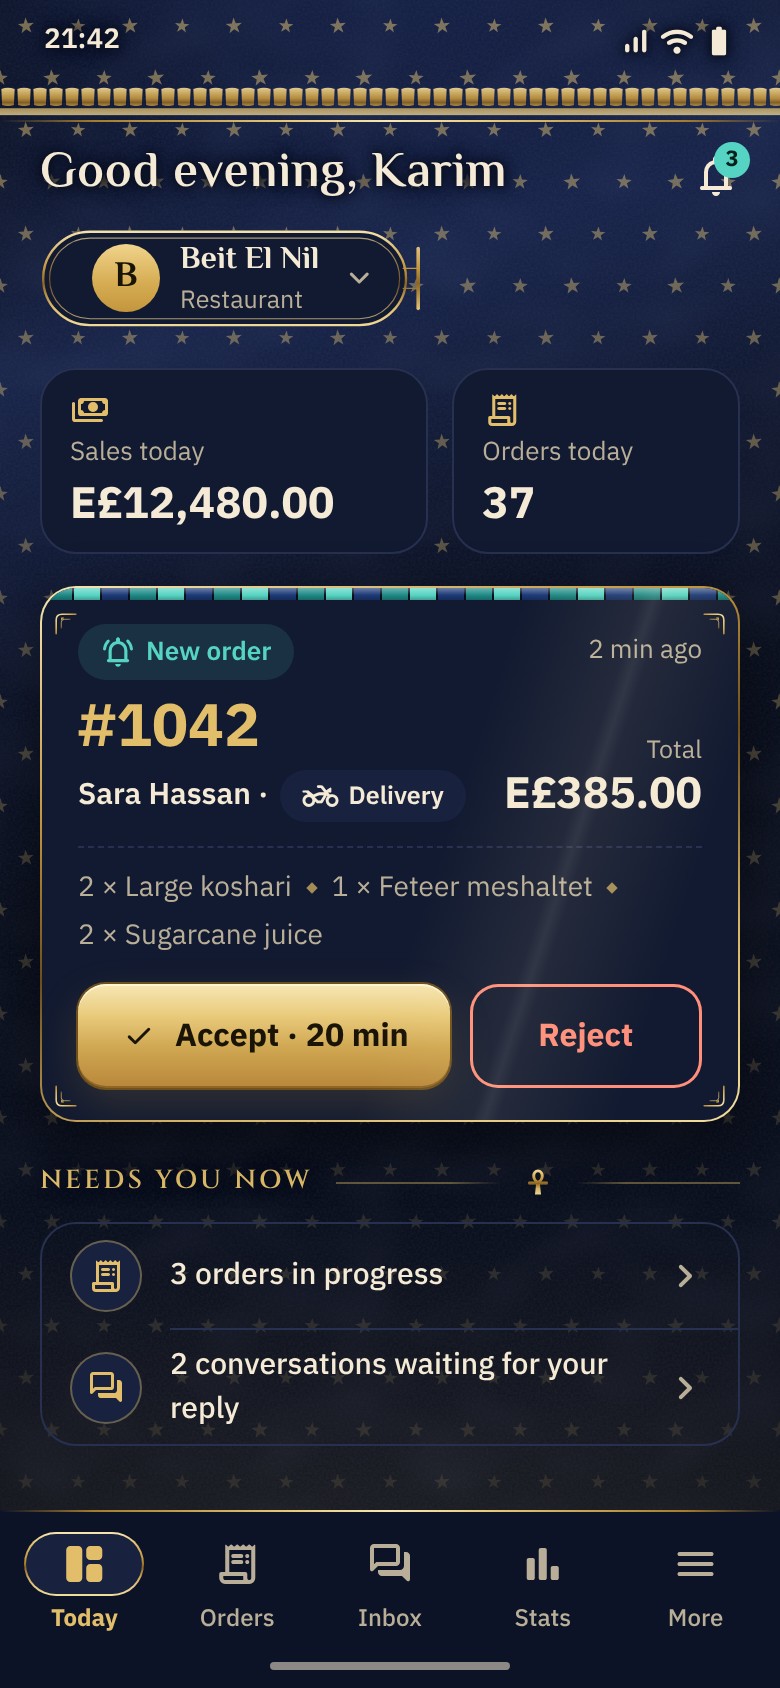 21:42
Good evening, Karim
3
B
Beit El Nil
Restaurant
Sales today
E£12,480.00
Orders today
37
New order
2 min ago
#1042
Total
Sara Hassan ·
Delivery
E£385.00
2 × Large koshari ◆ 1 × Feteer meshaltet ◆
2 × Sugarcane juice
Accept · 20 min
Reject
NEEDS YOU NOW
3 orders in progress
2 conversations waiting for your
reply
Today
Orders
Inbox
Stats
More